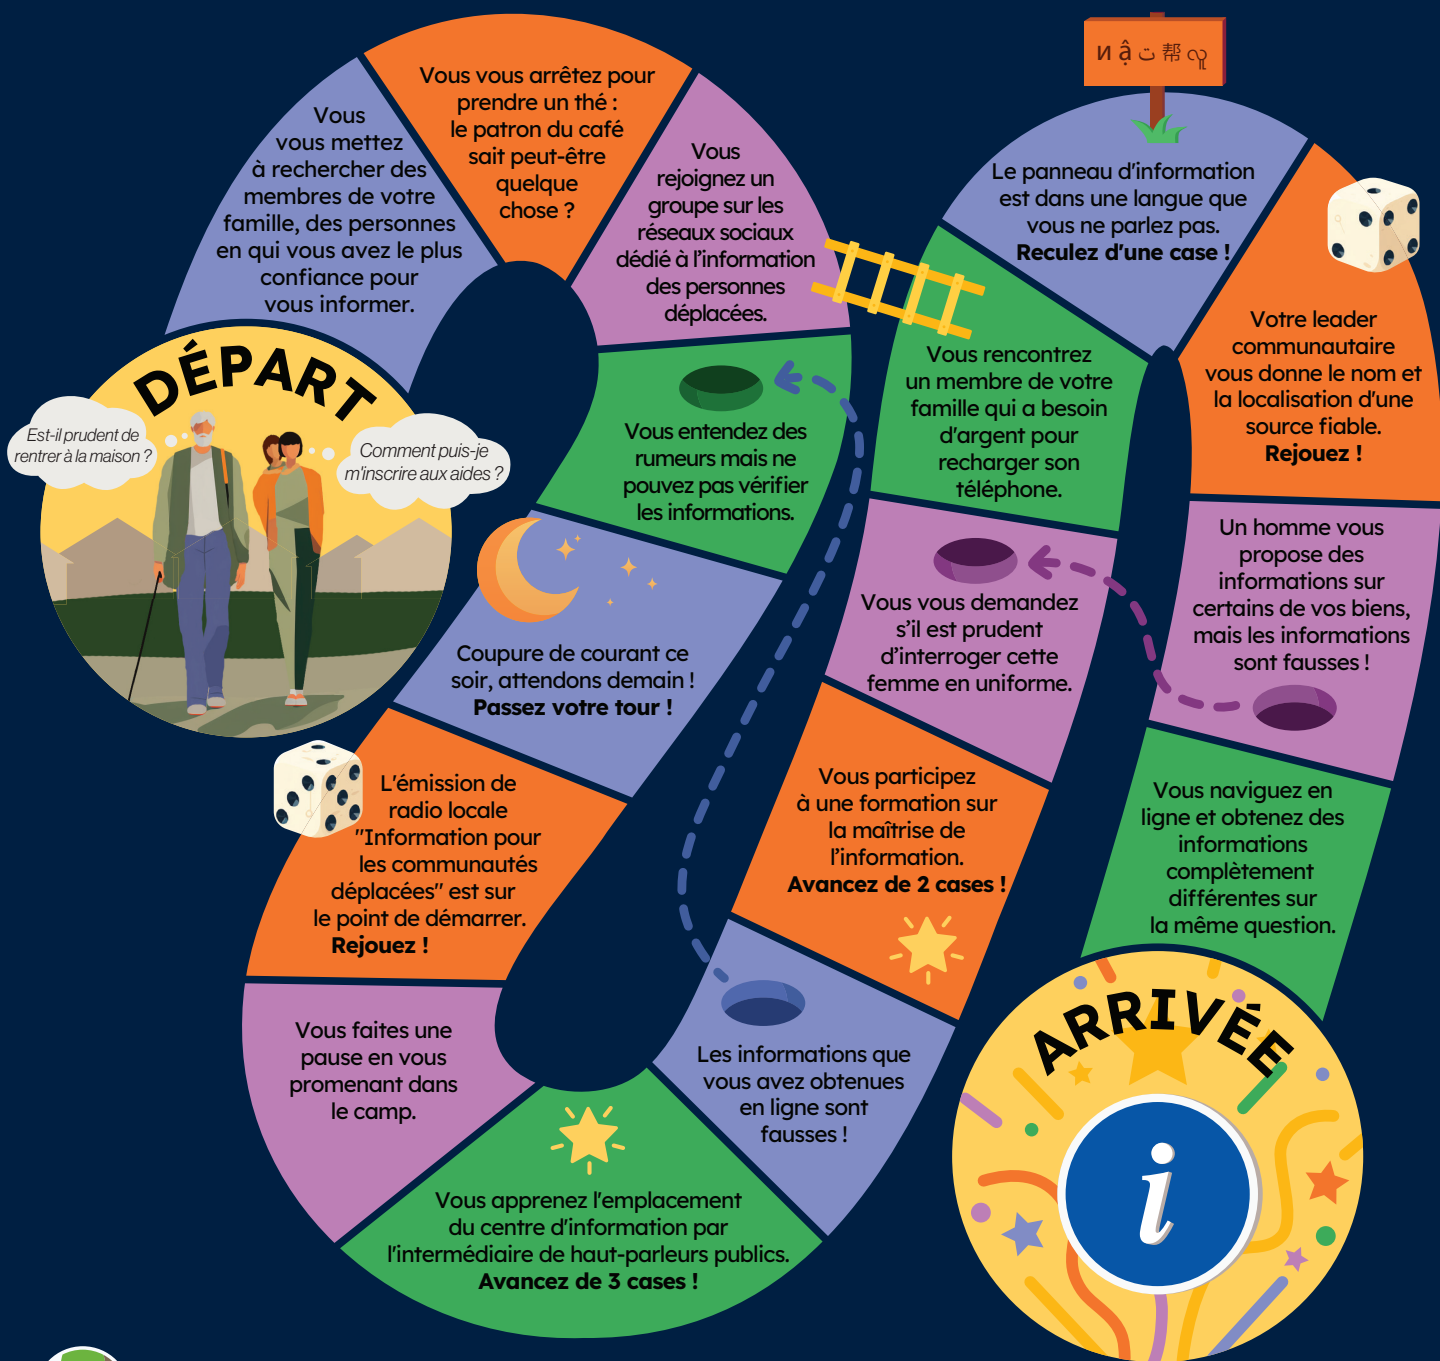 DÉPART
Est-il prudent de
rentrer à la maison ?
Comment puis-je
m'inscrire aux aides ?
Vous
vous mettez
à rechercher des
membres de votre
famille, des personnes
en qui vous avez le plus
confiance pour
vous informer.
Vous vous arrêtez pour
prendre un thé :
le patron du café
sait peut-être
quelque
chose ?
Vous
rejoignez un
groupe sur les
réseaux sociaux
dédié à l’information
des personnes
déplacées.
Vous entendez des
rumeurs mais ne
pouvez pas vérifier
les informations.
Coupure de courant ce
soir, attendons demain !
Passez votre tour !
L'émission de
radio locale
"Information pour
les communautés
déplacées" est sur
le point de démarrer.
Rejouez !
Vous faites une
pause en vous
promenant dans
le camp.
Vous apprenez l'emplacement
du centre d'information par
l'intermédiaire de haut-parleurs publics.
Avancez de 3 cases !
Les informations que
vous avez obtenues
en ligne sont
fausses !
Vous participez
à une formation sur
la maîtrise de
l’information.
Avancez de 2 cases !
Vous vous demandez
s’il est prudent
d’interroger cette
femme en uniforme.
Vous rencontrez
un membre de votre
famille qui a besoin
d'argent pour
recharger son
téléphone.
и ậ ت 帮
Le panneau d'information
est dans une langue que
vous ne parlez pas.
Reculez d'une case !
Votre leader
communautaire
vous donne le nom et
la localisation d'une
source fiable.
Rejouez !
Un homme vous
propose des
informations sur
certains de vos biens,
mais les informations
sont fausses !
Vous naviguez en
ligne et obtenez des
informations
complètement
différentes sur
la même question.
ARRIVÉE
i